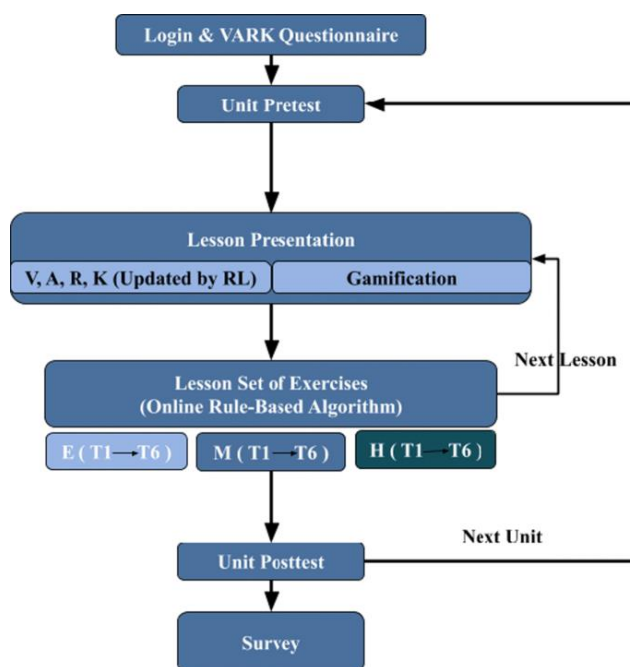 Login & VARK Questionnaire
Unit Pretest
Lesson Presentation
V, A, R, K (Updated by RL)
Gamification
Next Lesson
Lesson Set of Exercises
(Online Rule-Based Algorithm)
E ( T1→T6 )
M ( T1→T6 )
H ( T1→T6 )
Next Unit
Unit Posttest
Survey